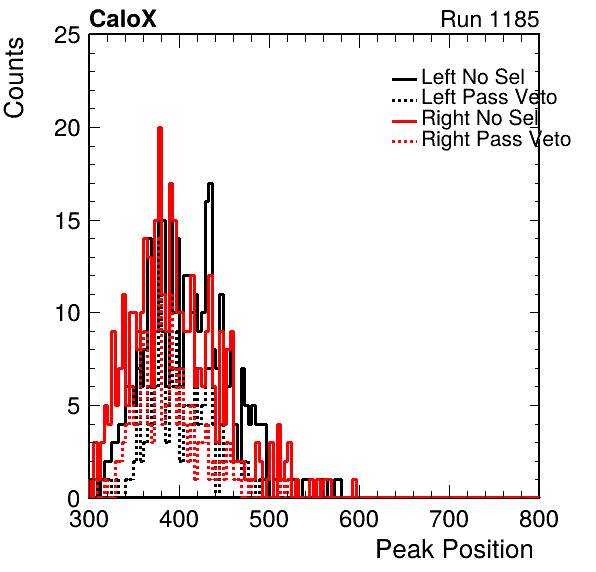 CaloX Run 1185
Counts
25
20
15
10
5
0
Left No Sel
Left Pass Veto
Right No Sel
Right Pass Veto
300 400 500 600 700 800
Peak Position